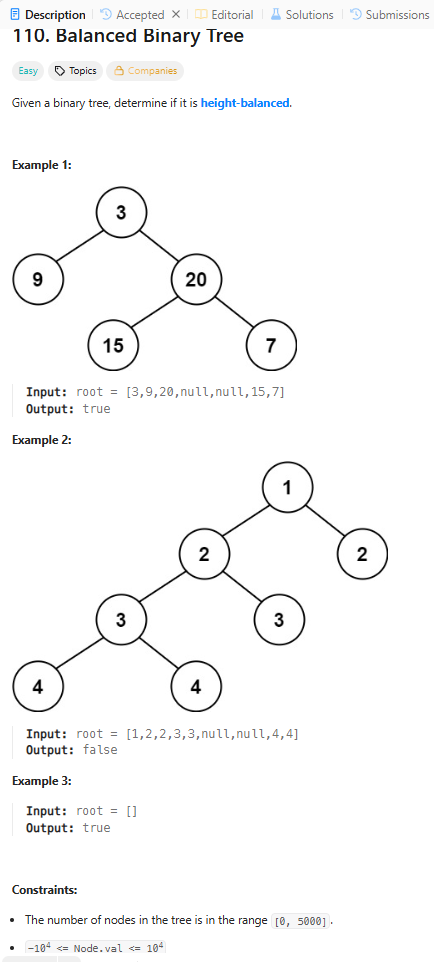 Description Accepted Editorial Solutions Submissions
110. Balanced Binary Tree
Easy Topics Companies
Given a binary tree, determine if it is height-balanced.
Example 1:
3
9 20
15 7
Input: root = [3,9,20,null,null,15,7]
Output: true
Example 2:
1
2 2
3 3
4 4
Input: root = [1,2,2,3,3,null,null,4,4]
Output: false
Example 3:
Input: root = []
Output: true
Constraints:
• The number of nodes in the tree is in the range [0, 5000].
• -10⁴ <= Node.val <= 10⁴